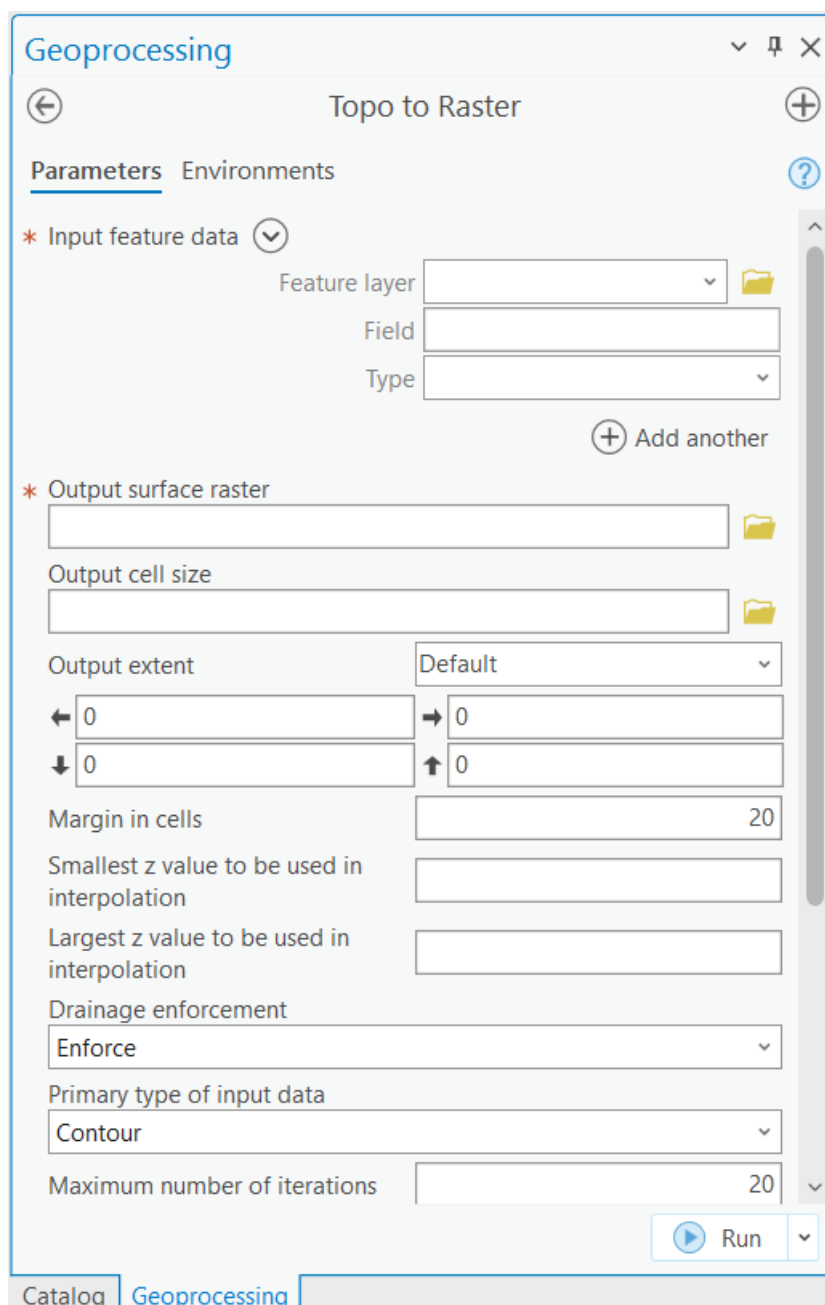 Geoprocessing
Topo to Raster
Parameters Environments
* Input feature data
Feature layer
Field
Type
Add another
* Output surface raster
Output cell size
Output extent Default
0 0
0 0
Margin in cells 20
Smallest z value to be used in
interpolation
Largest z value to be used in
interpolation
Drainage enforcement
Enforce
Primary type of input data
Contour
Maximum number of iterations 20
Run
Catalog Geoprocessing